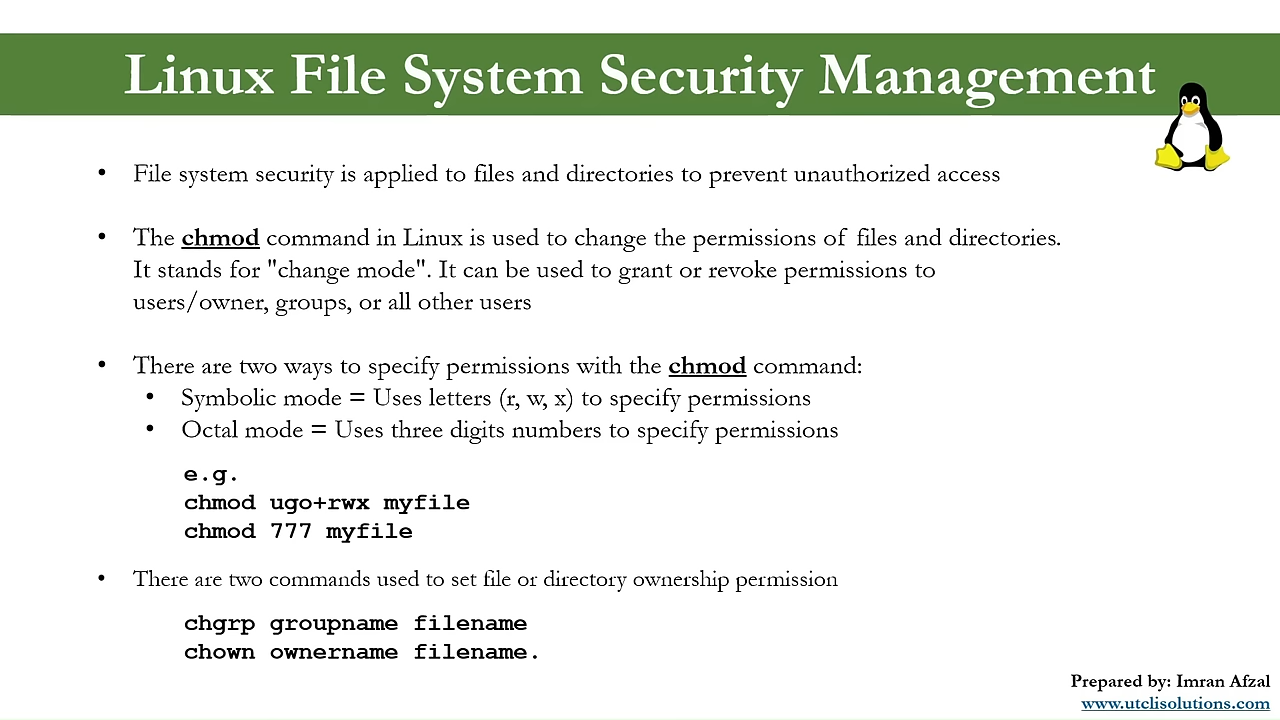 Linux File System Security Management
• File system security is applied to files and directories to prevent unauthorized access
• The chmod command in Linux is used to change the permissions of files and directories.
It stands for "change mode". It can be used to grant or revoke permissions to
users/owner, groups, or all other users
• There are two ways to specify permissions with the chmod command:
• Symbolic mode = Uses letters (r, w, x) to specify permissions
• Octal mode = Uses three digits numbers to specify permissions
e.g.
chmod ugo+rwx myfile
chmod 777 myfile
• There are two commands used to set file or directory ownership permission
chgrp groupname filename
chown ownername filename.
Prepared by: Imran Afzal
www.utclisolutions.com